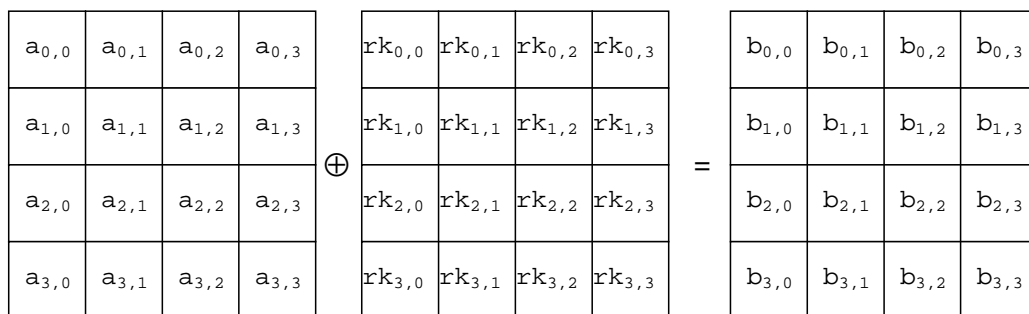 a0,0 a0,1 a0,2 a0,3 rk0,0 rk0,1 rk0,2 rk0,3 b0,0 b0,1 b0,2 b0,3
a1,0 a1,1 a1,2 a1,3 rk1,0 rk1,1 rk1,2 rk1,3 b1,0 b1,1 b1,2 b1,3
⊕ =
a2,0 a2,1 a2,2 a2,3 rk2,0 rk2,1 rk2,2 rk2,3 b2,0 b2,1 b2,2 b2,3
a3,0 a3,1 a3,2 a3,3 rk3,0 rk3,1 rk3,2 rk3,3 b3,0 b3,1 b3,2 b3,3